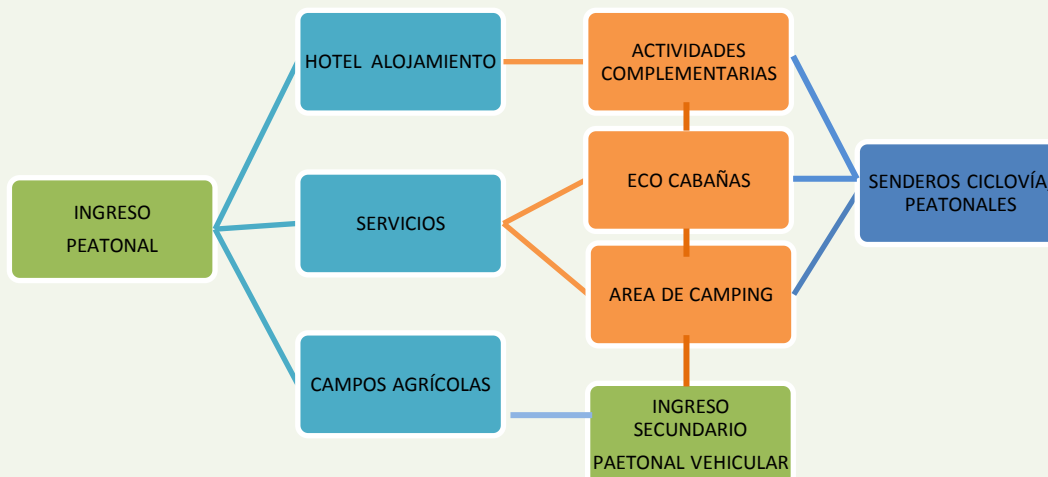 INGRESO
PEATONAL
HOTEL ALOJAMIENTO
SERVICIOS
CAMPOS AGRÍCOLAS
ACTIVIDADES
COMPLEMENTARIAS
ECO CABAÑAS
AREA DE CAMPING
INGRESO
SECUNDARIO
PAETONAL VEHICULAR
SENDEROS CICLOVÍA,
PEATONALES